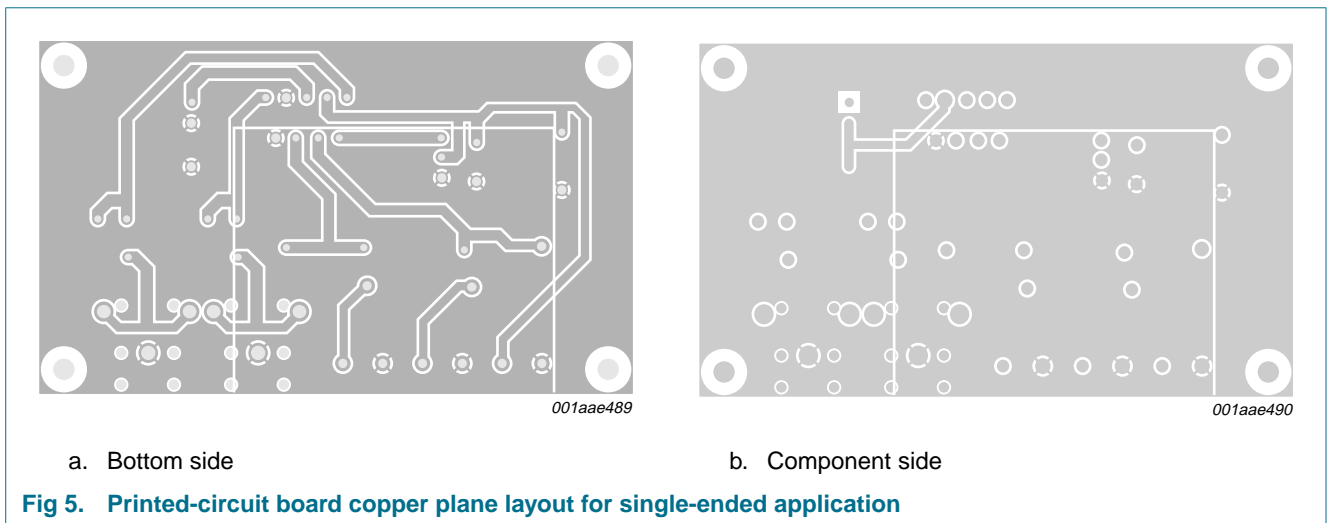 001aae489
001aae490
a. Bottom side
b. Component side
Fig 5. Printed-circuit board copper plane layout for single-ended application